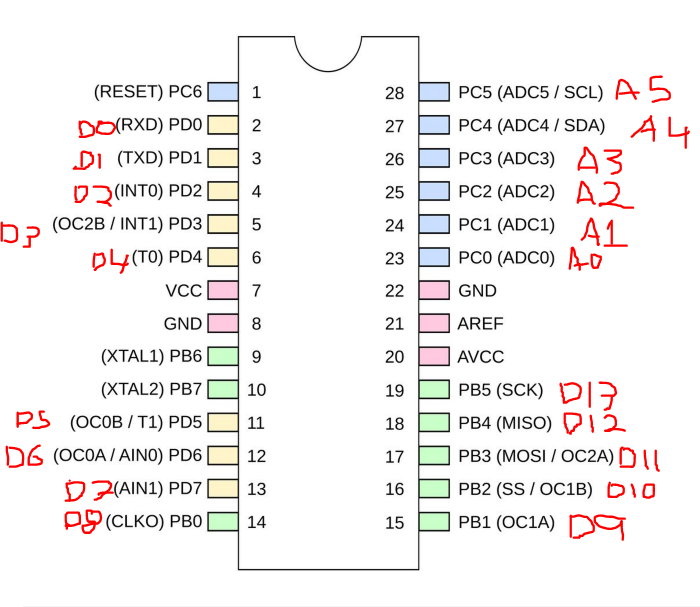 (RESET) PC6 1 28 PC5 (ADC5 / SCL) A5
D0 (RXD) PD0 2 27 PC4 (ADC4 / SDA) A4
D1 (TXD) PD1 3 26 PC3 (ADC3) A3
D2 (INT0) PD2 4 25 PC2 (ADC2) A2
D3 (OC2B / INT1) PD3 5 24 PC1 (ADC1) A1
D4 (T0) PD4 6 23 PC0 (ADC0) A0
VCC 7 22 GND
GND 8 21 AREF
(XTAL1) PB6 9 20 AVCC
(XTAL2) PB7 10 19 PB5 (SCK) D13
D5 (OC0B / T1) PD5 11 18 PB4 (MISO) D12
D6 (OC0A / AIN0) PD6 12 17 PB3 (MOSI / OC2A) D11
D7 (AIN1) PD7 13 16 PB2 (SS / OC1B) D10
D8 (CLKO) PB0 14 15 PB1 (OC1A) D9